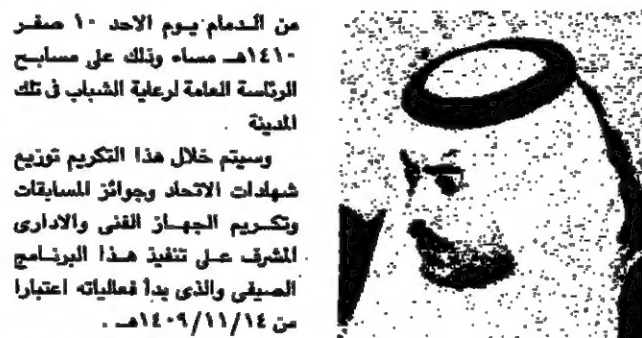 من الدمام يوم الاحد ١٠ صفر
١٤١٠هـ مساء وذلك على مسابح
الرئاسة العامة لرعاية الشباب في تلك
المدينة .
وسيتم خلال هذا التكريم توزيع
شهادات الاتحاد وجوائز المسابقات
وتكريم الجهاز الفنى والادارى
المشرف على تنفيذ هذا البرنامج
الصيفى والذى بدأ فعالياته اعتبارا
من ١٤٠٩/١١/١٤هـ .